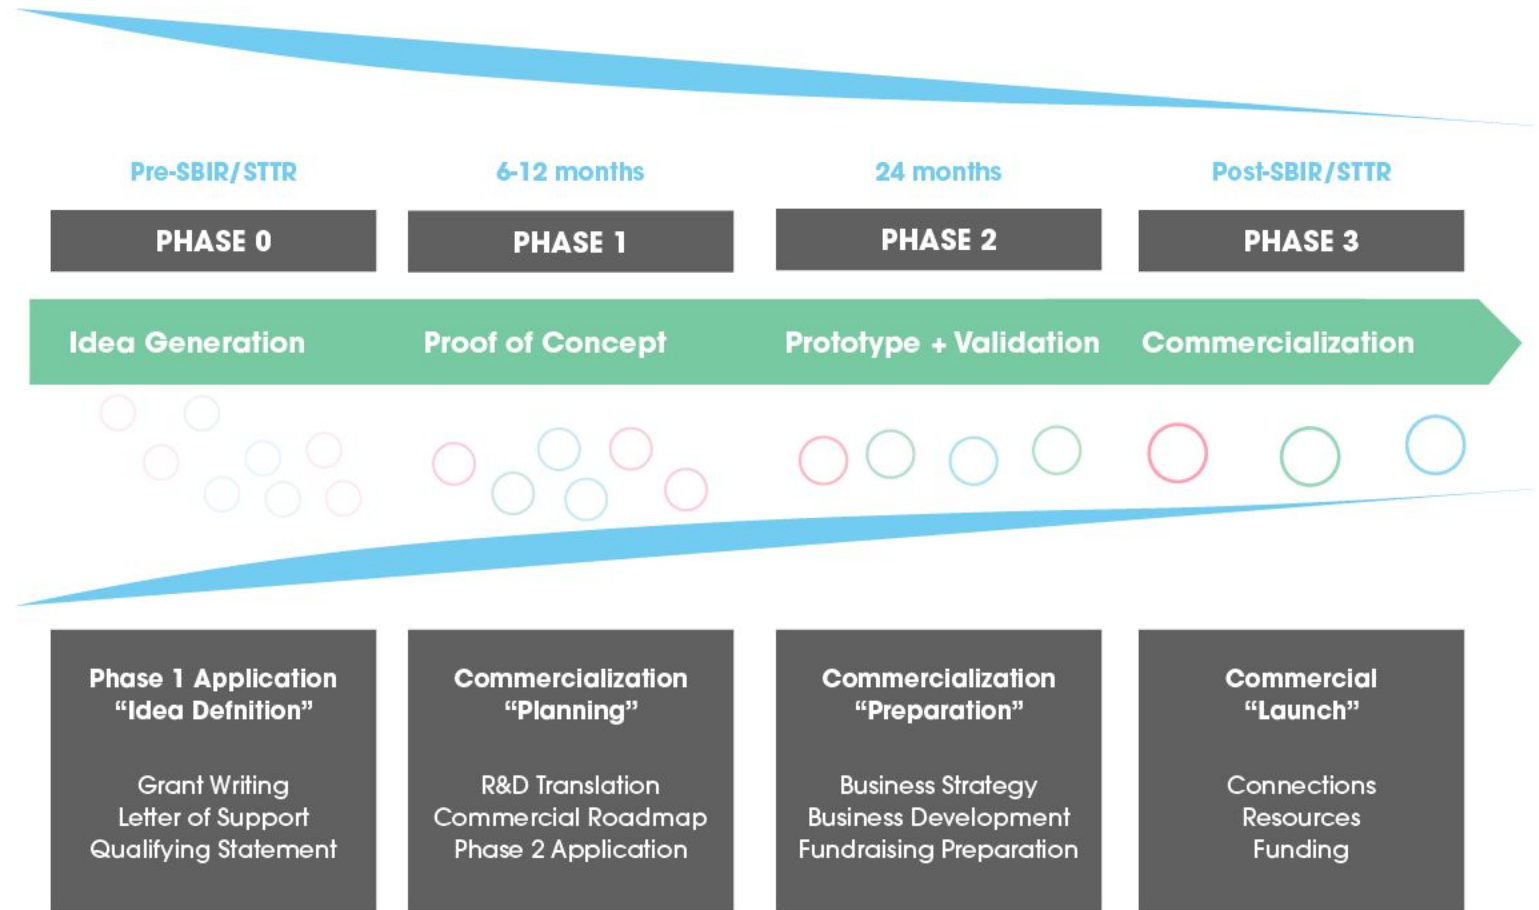 Pre-SBIR/STTR
6-12 months
24 months
Post-SBIR/STTR
PHASE 0
PHASE 1
PHASE 2
PHASE 3
Idea Generation
Proof of Concept
Prototype + Validation
Commercialization
Phase 1 Application
“Idea Defnition”
Grant Writing
Letter of Support
Qualifying Statement
Commercialization
“Planning”
R&D Translation
Commercial Roadmap
Phase 2 Application
Commercialization
“Preparation”
Business Strategy
Business Development
Fundraising Preparation
Commercial
“Launch”
Connections
Resources
Funding